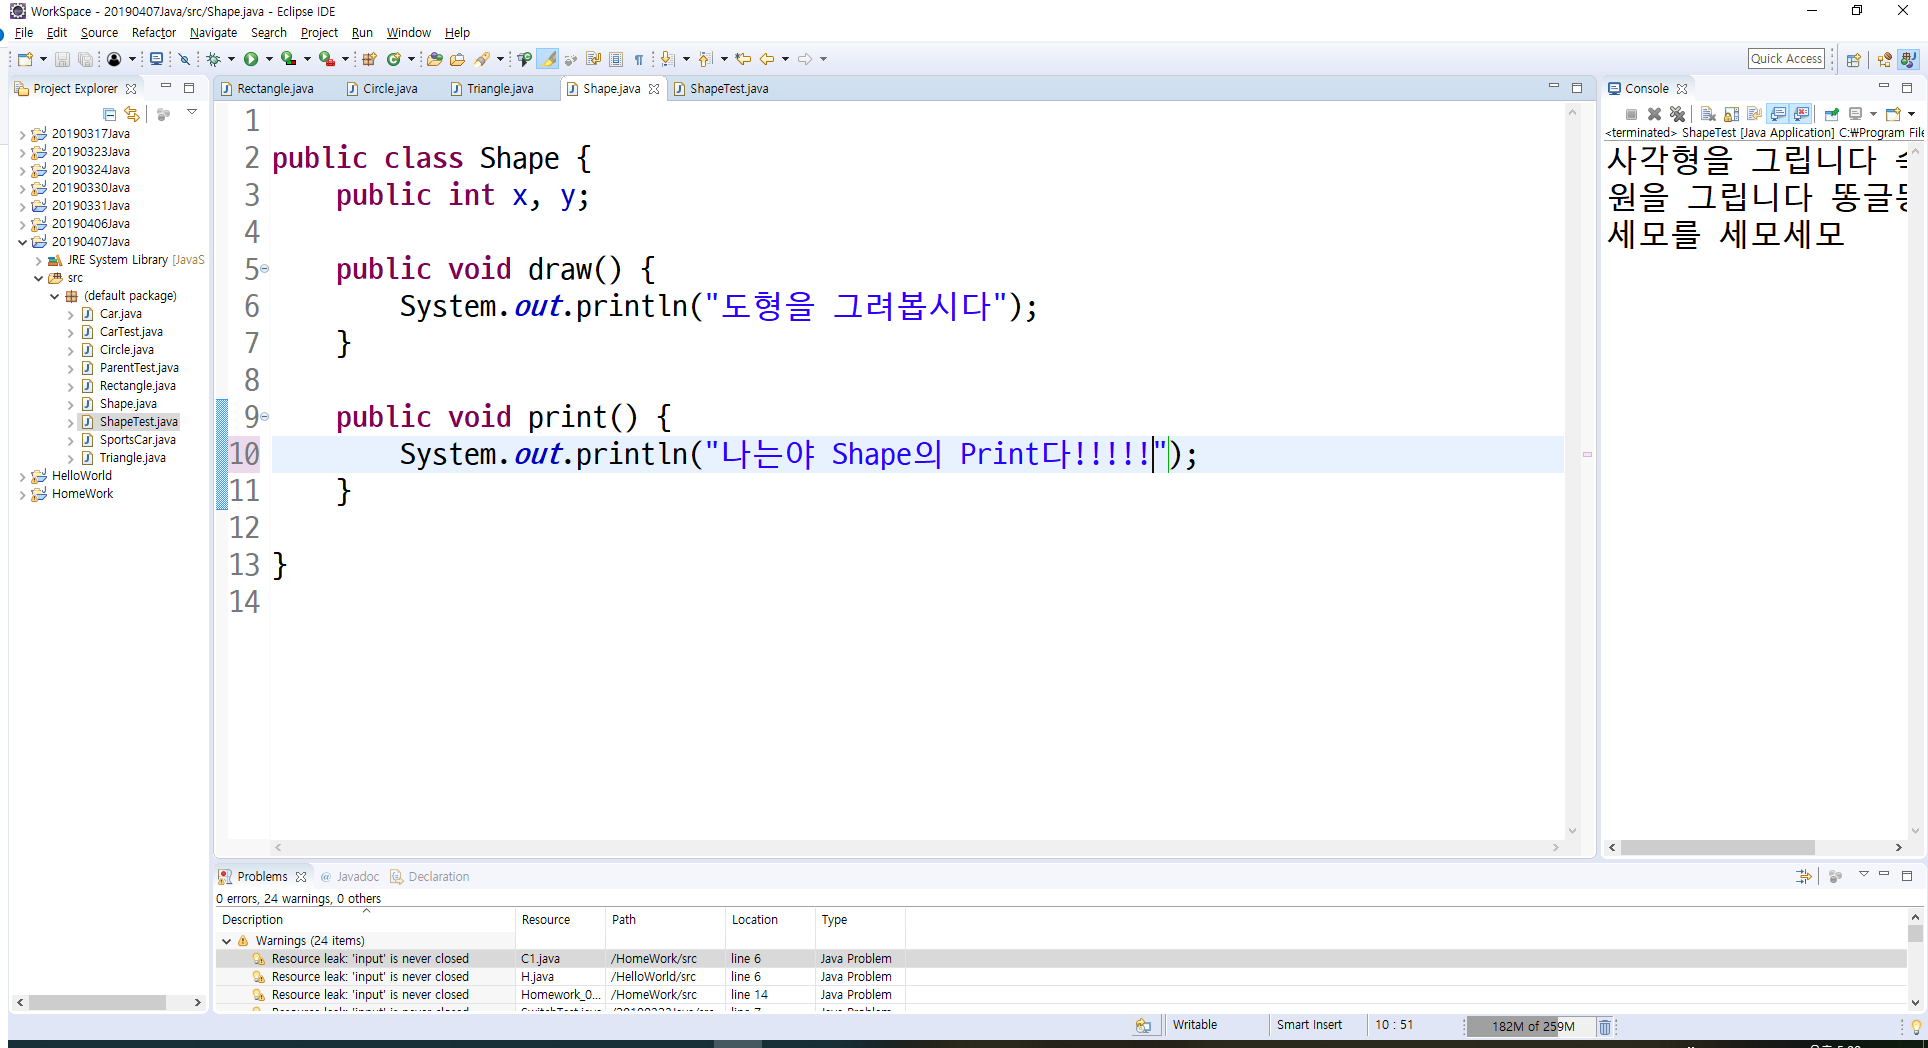 WorkSpace - 20190407Java/src/Shape.java - Eclipse IDE
File Edit Source Refactor Navigate Search Project Run Window Help
Quick Access
Project Explorer
20190317Java
20190323Java
20190324Java
20190330Java
20190331Java
20190406Java
20190407Java
JRE System Library [JavaS
src
(default package)
Car.java
CarTest.java
Circle.java
ParentTest.java
Rectangle.java
Shape.java
ShapeTest.java
SportsCar.java
Triangle.java
HelloWorld
HomeWork
Rectangle.java Circle.java Triangle.java Shape.java ShapeTest.java
1
2 public class Shape {
3 public int x, y;
4
5 public void draw() {
6 System.out.println("도형을 그려봅시다");
7 }
8
9 public void print() {
10 System.out.println("나는야 Shape의 Print다!!!!!");
11 }
12
13 }
14
Console
<terminated> ShapeTest [Java Application] C:₩Program File
사각형을 그립니다
원을 그립니다
세모를 세모세모
Problems @ Javadoc Declaration
0 errors, 24 warnings, 0 others
Description Resource Path Location Type
Warnings (24 items)
Resource leak: 'input' is never closed C1.java /HomeWork/src line 6 Java Problem
Resource leak: 'input' is never closed H.java /HelloWorld/src line 6 Java Problem
Resource leak: 'input' is never closed Homework_0... /HomeWork/src line 14 Java Problem
Writable Smart Insert 10 : 51 182M of 259M